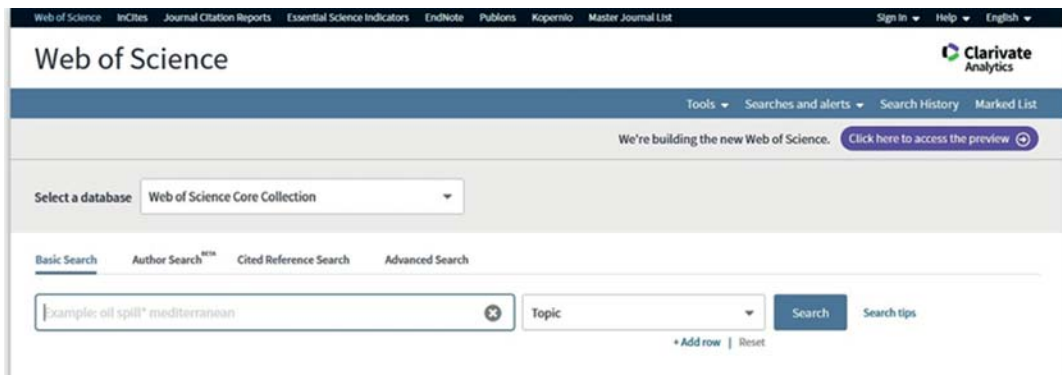 Web of Science InCites Journal Citation Reports Essential Science Indicators EndNote Publons Kopernio Master Journal List Sign In Help English
Web of Science
Clarivate
Analytics
Tools Searches and alerts Search History Marked List
We're building the new Web of Science. Click here to access the preview
Select a database Web of Science Core Collection
Basic Search Author Search BETA Cited Reference Search Advanced Search
Example: oil spill* mediterranean Topic Search Search tips
+ Add row | Reset